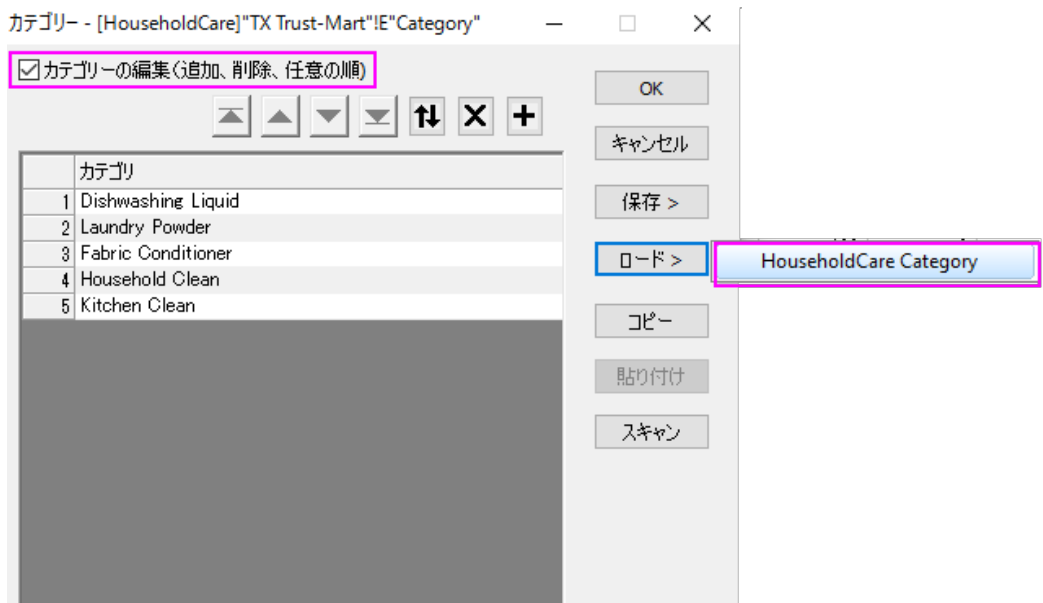 カテゴリー - [HouseholdCare]"TX Trust-Mart"!E"Category"
カテゴリーの編集(追加、削除、任意の順)
OK
キャンセル
保存 >
ロード >
HouseholdCare Category
コピー
貼り付け
スキャン
カテゴリ
1 Dishwashing Liquid
2 Laundry Powder
3 Fabric Conditioner
4 Household Clean
5 Kitchen Clean